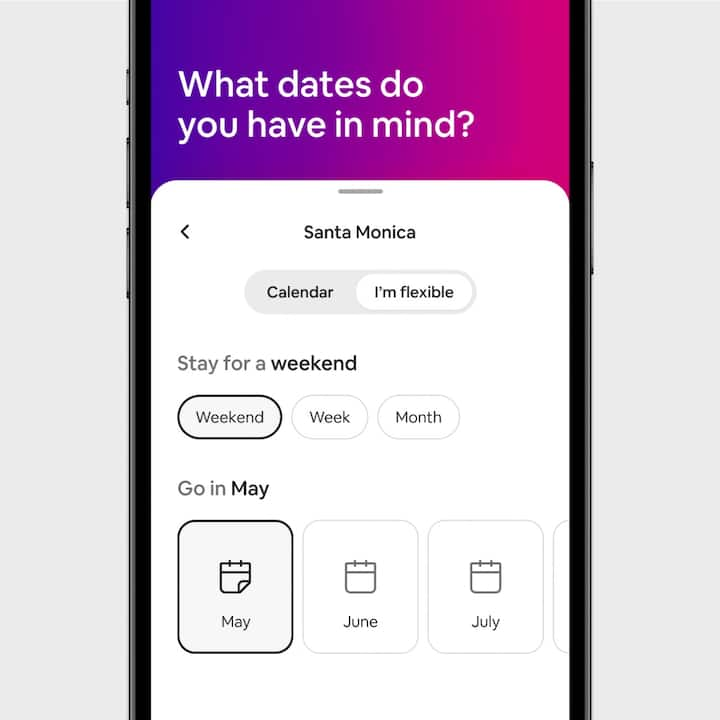 What dates do
you have in mind?
Santa Monica
Calendar
I'm flexible
Stay for a weekend
Weekend
Week
Month
Go in May
May
June
July